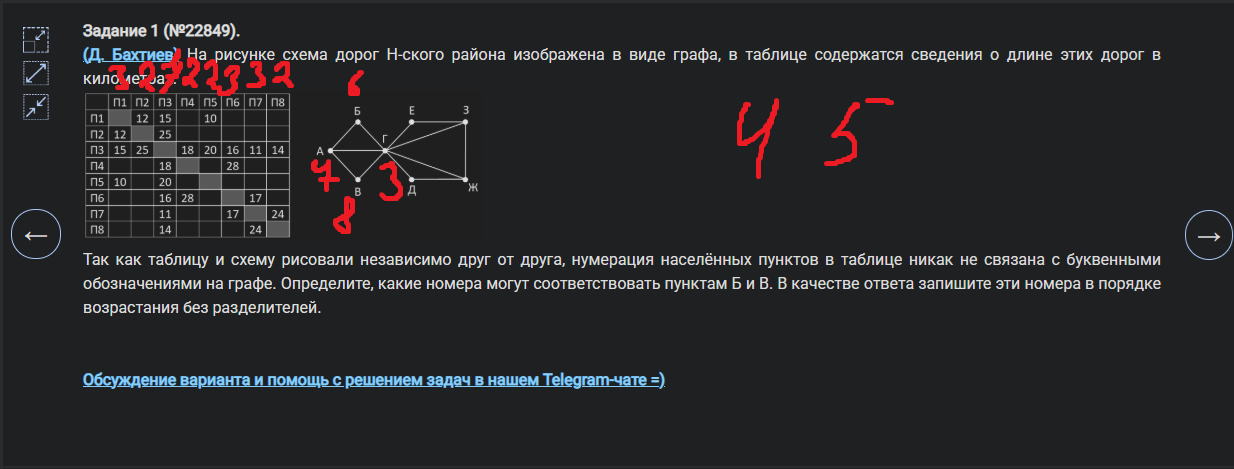 Задание 1 (№22849).
(Д. Бахтиев) На рисунке схема дорог Н-ского района изображена в виде графа, в таблице содержатся сведения о длине этих дорог в
километрах.
3 2 7 2 2 3 3 2
6
4 5
П1 П2 П3 П4 П5 П6 П7 П8
П1 12 15 10
П2 12 25
П3 15 25 18 20 16 11 14
П4 18 28
П5 10 20
П6 16 28 17
П7 11 17 24
П8 14 24
Б Е З
А Г
7 3
В Д Ж
8
← →
Так как таблицу и схему рисовали независимо друг от друга, нумерация населённых пунктов в таблице никак не связана с буквенными
обозначениями на графе. Определите, какие номера могут соответствовать пунктам Б и В. В качестве ответа запишите эти номера в порядке
возрастания без разделителей.
Обсуждение варианта и помощь с решением задач в нашем Telegram-чате =)